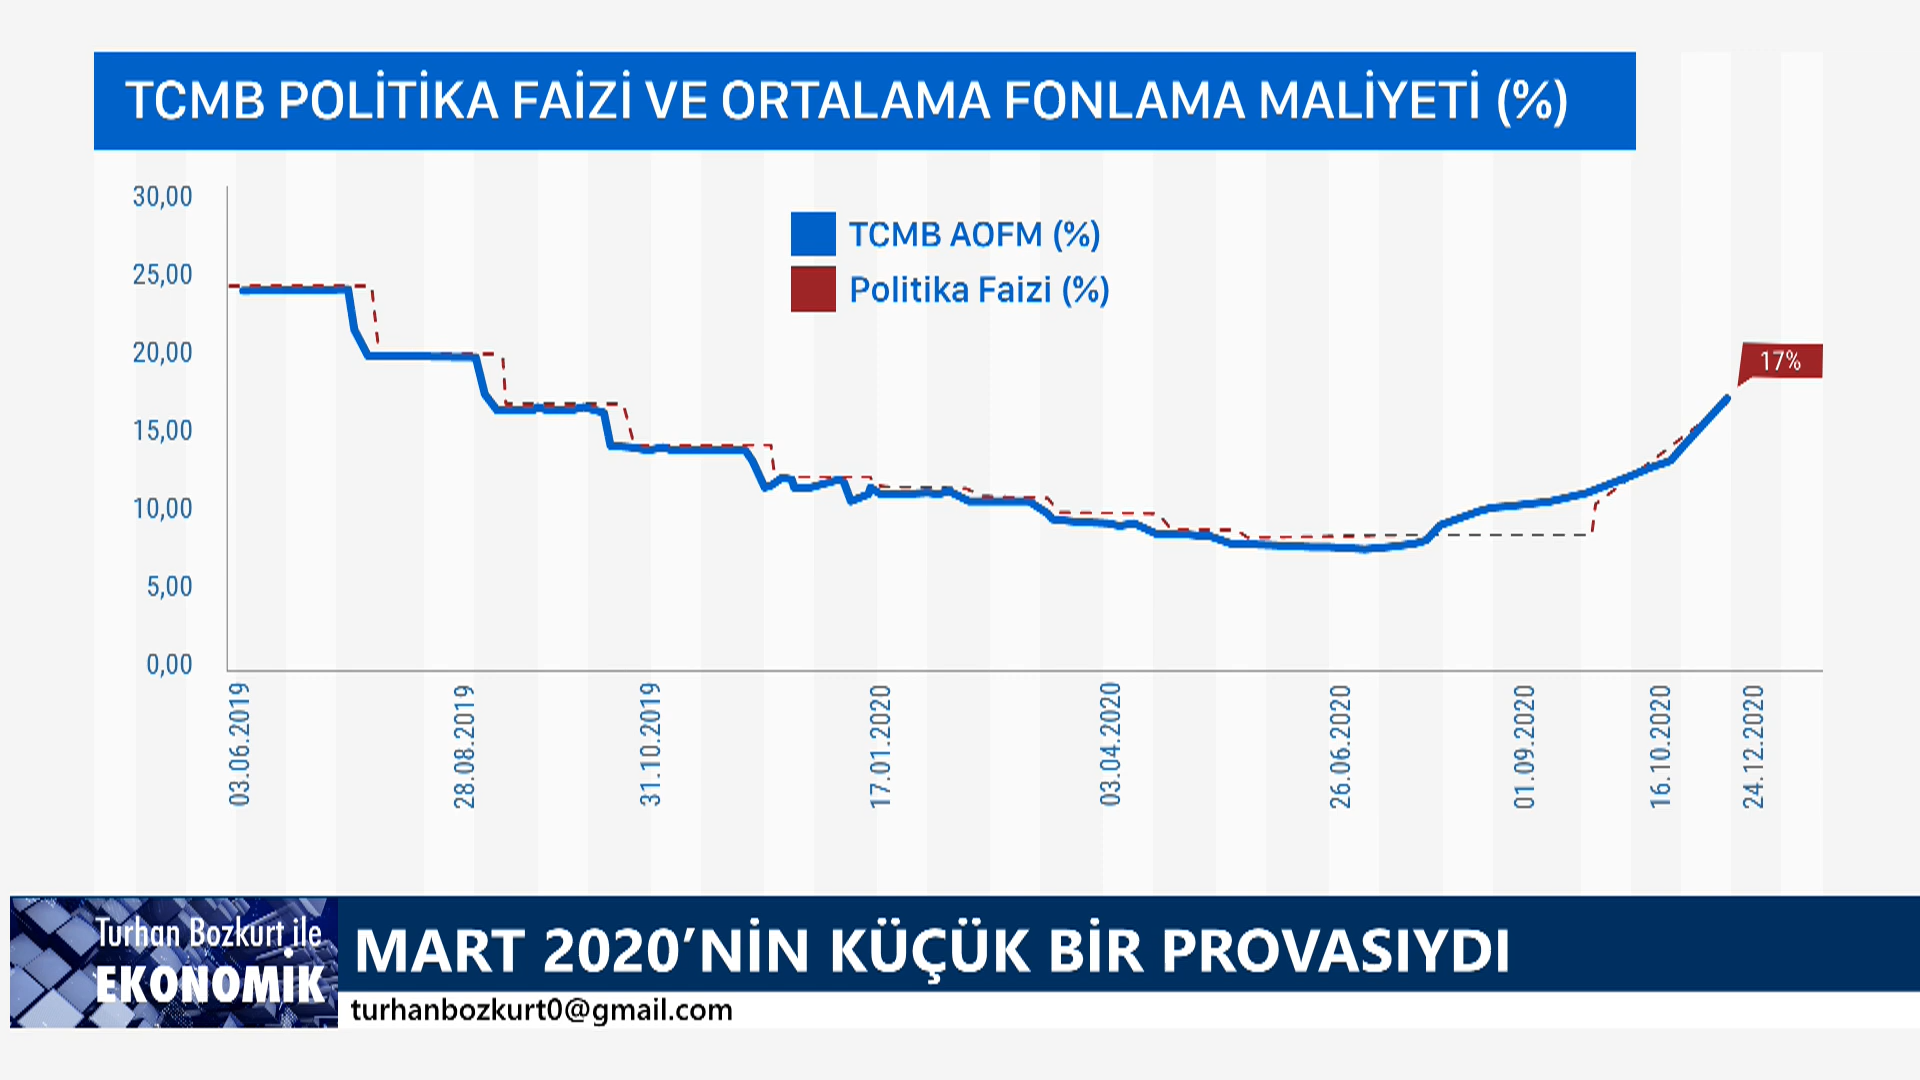 TCMB POLİTİKA FAİZİ VE ORTALAMA FONLAMA MALİYETİ (%)
30,00
25,00
20,00
15,00
10,00
5,00
0,00
TCMB AOFM (%)
Politika Faizi (%)
17%
03.06.2019
28.08.2019
31.10.2019
17.01.2020
03.04.2020
26.06.2020
01.09.2020
16.10.2020
24.12.2020
Turhan Bozkurt ile
EKONOMİK
MART 2020’NİN KÜÇÜK BİR PROVASIYDI
turhanbozkurt0@gmail.com